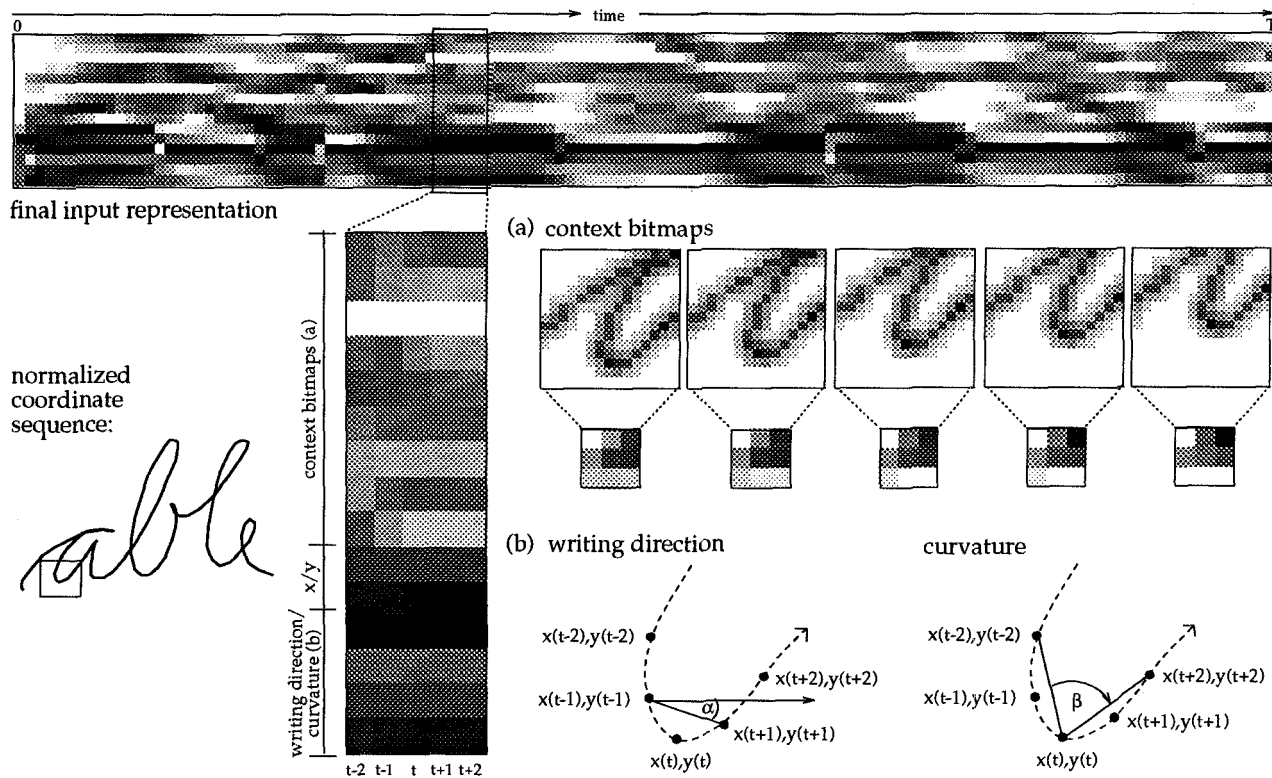 time
0
T
final input representation
(a) context bitmaps
context bitmaps (a)
normalized
coordinate
sequence:
able
x/y
writing direction/
curvature (b)
t-2 t-1 t t+1 t+2
(b) writing direction
x(t-2),y(t-2)
x(t-1),y(t-1)
x(t),y(t)
x(t+1),y(t+1)
x(t+2),y(t+2)
α
curvature
x(t-2),y(t-2)
x(t-1),y(t-1)
x(t),y(t)
x(t+1),y(t+1)
x(t+2),y(t+2)
β